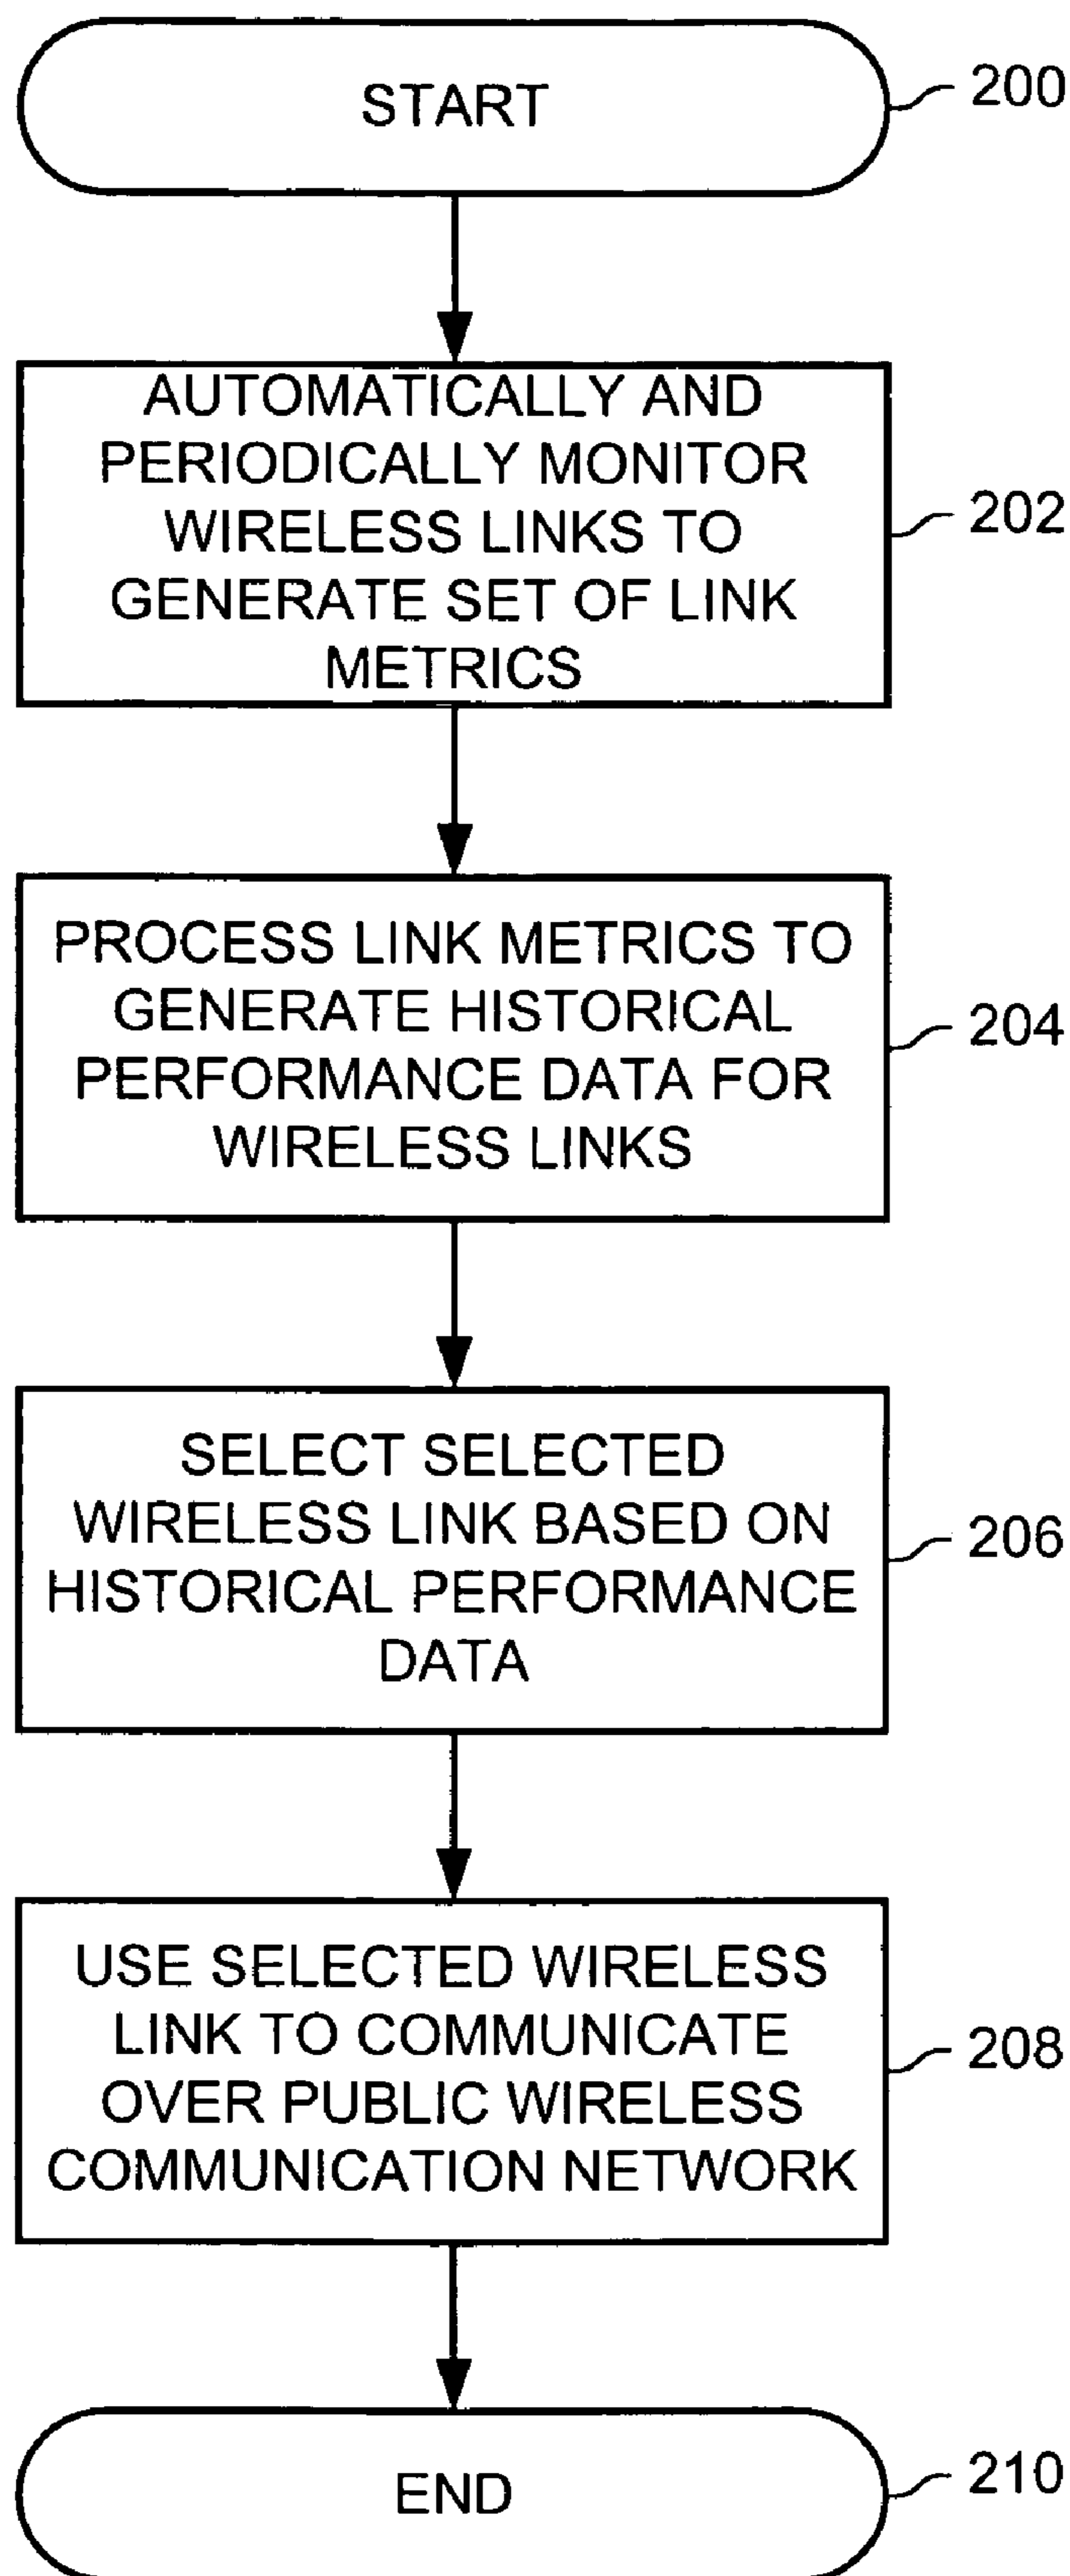 START
200
AUTOMATICALLY AND
PERIODICALLY MONITOR
WIRELESS LINKS TO
GENERATE SET OF LINK
METRICS
202
PROCESS LINK METRICS TO
GENERATE HISTORICAL
PERFORMANCE DATA FOR
WIRELESS LINKS
204
SELECT SELECTED
WIRELESS LINK BASED ON
HISTORICAL PERFORMANCE
DATA
206
USE SELECTED WIRELESS
LINK TO COMMUNICATE
OVER PUBLIC WIRELESS
COMMUNICATION NETWORK
208
END
210